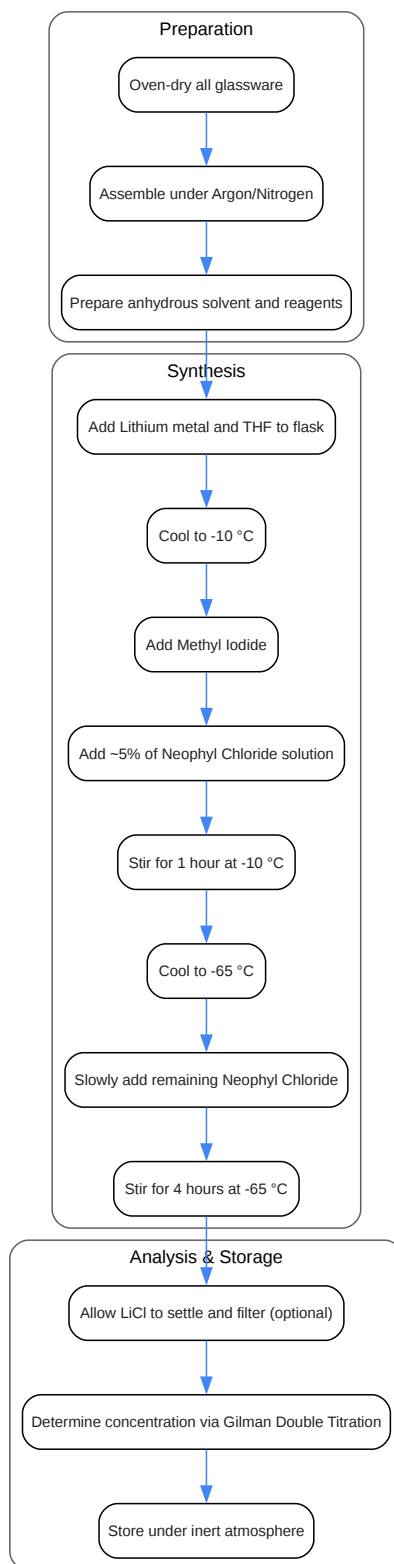 Preparation
Oven-dry all glassware
Assemble under Argon/Nitrogen
Prepare anhydrous solvent and reagents
Synthesis
Add Lithium metal and THF to flask
Cool to -10 °C
Add Methyl Iodide
Add ~5% of Neophyl Chloride solution
Stir for 1 hour at -10 °C
Cool to -65 °C
Slowly add remaining Neophyl Chloride
Stir for 4 hours at -65 °C
Analysis & Storage
Allow LiCl to settle and filter (optional)
Determine concentration via Gilman Double Titration
Store under inert atmosphere